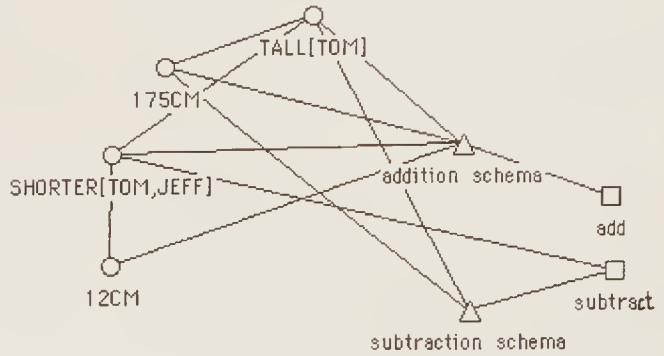 TALL[TOM]
175CM
SHORTER[TOM,JEFF]
addition schema
add
12CM
subtract
subtraction schema